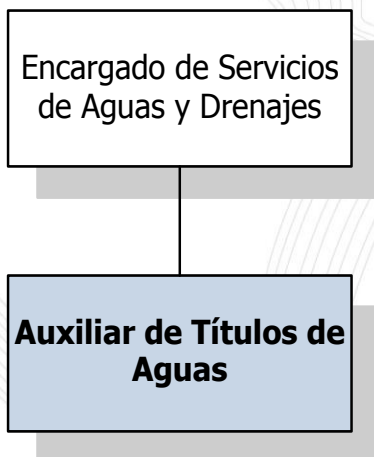 Encargado de Servicios
de Aguas y Drenajes
Auxiliar de Títulos de
Aguas